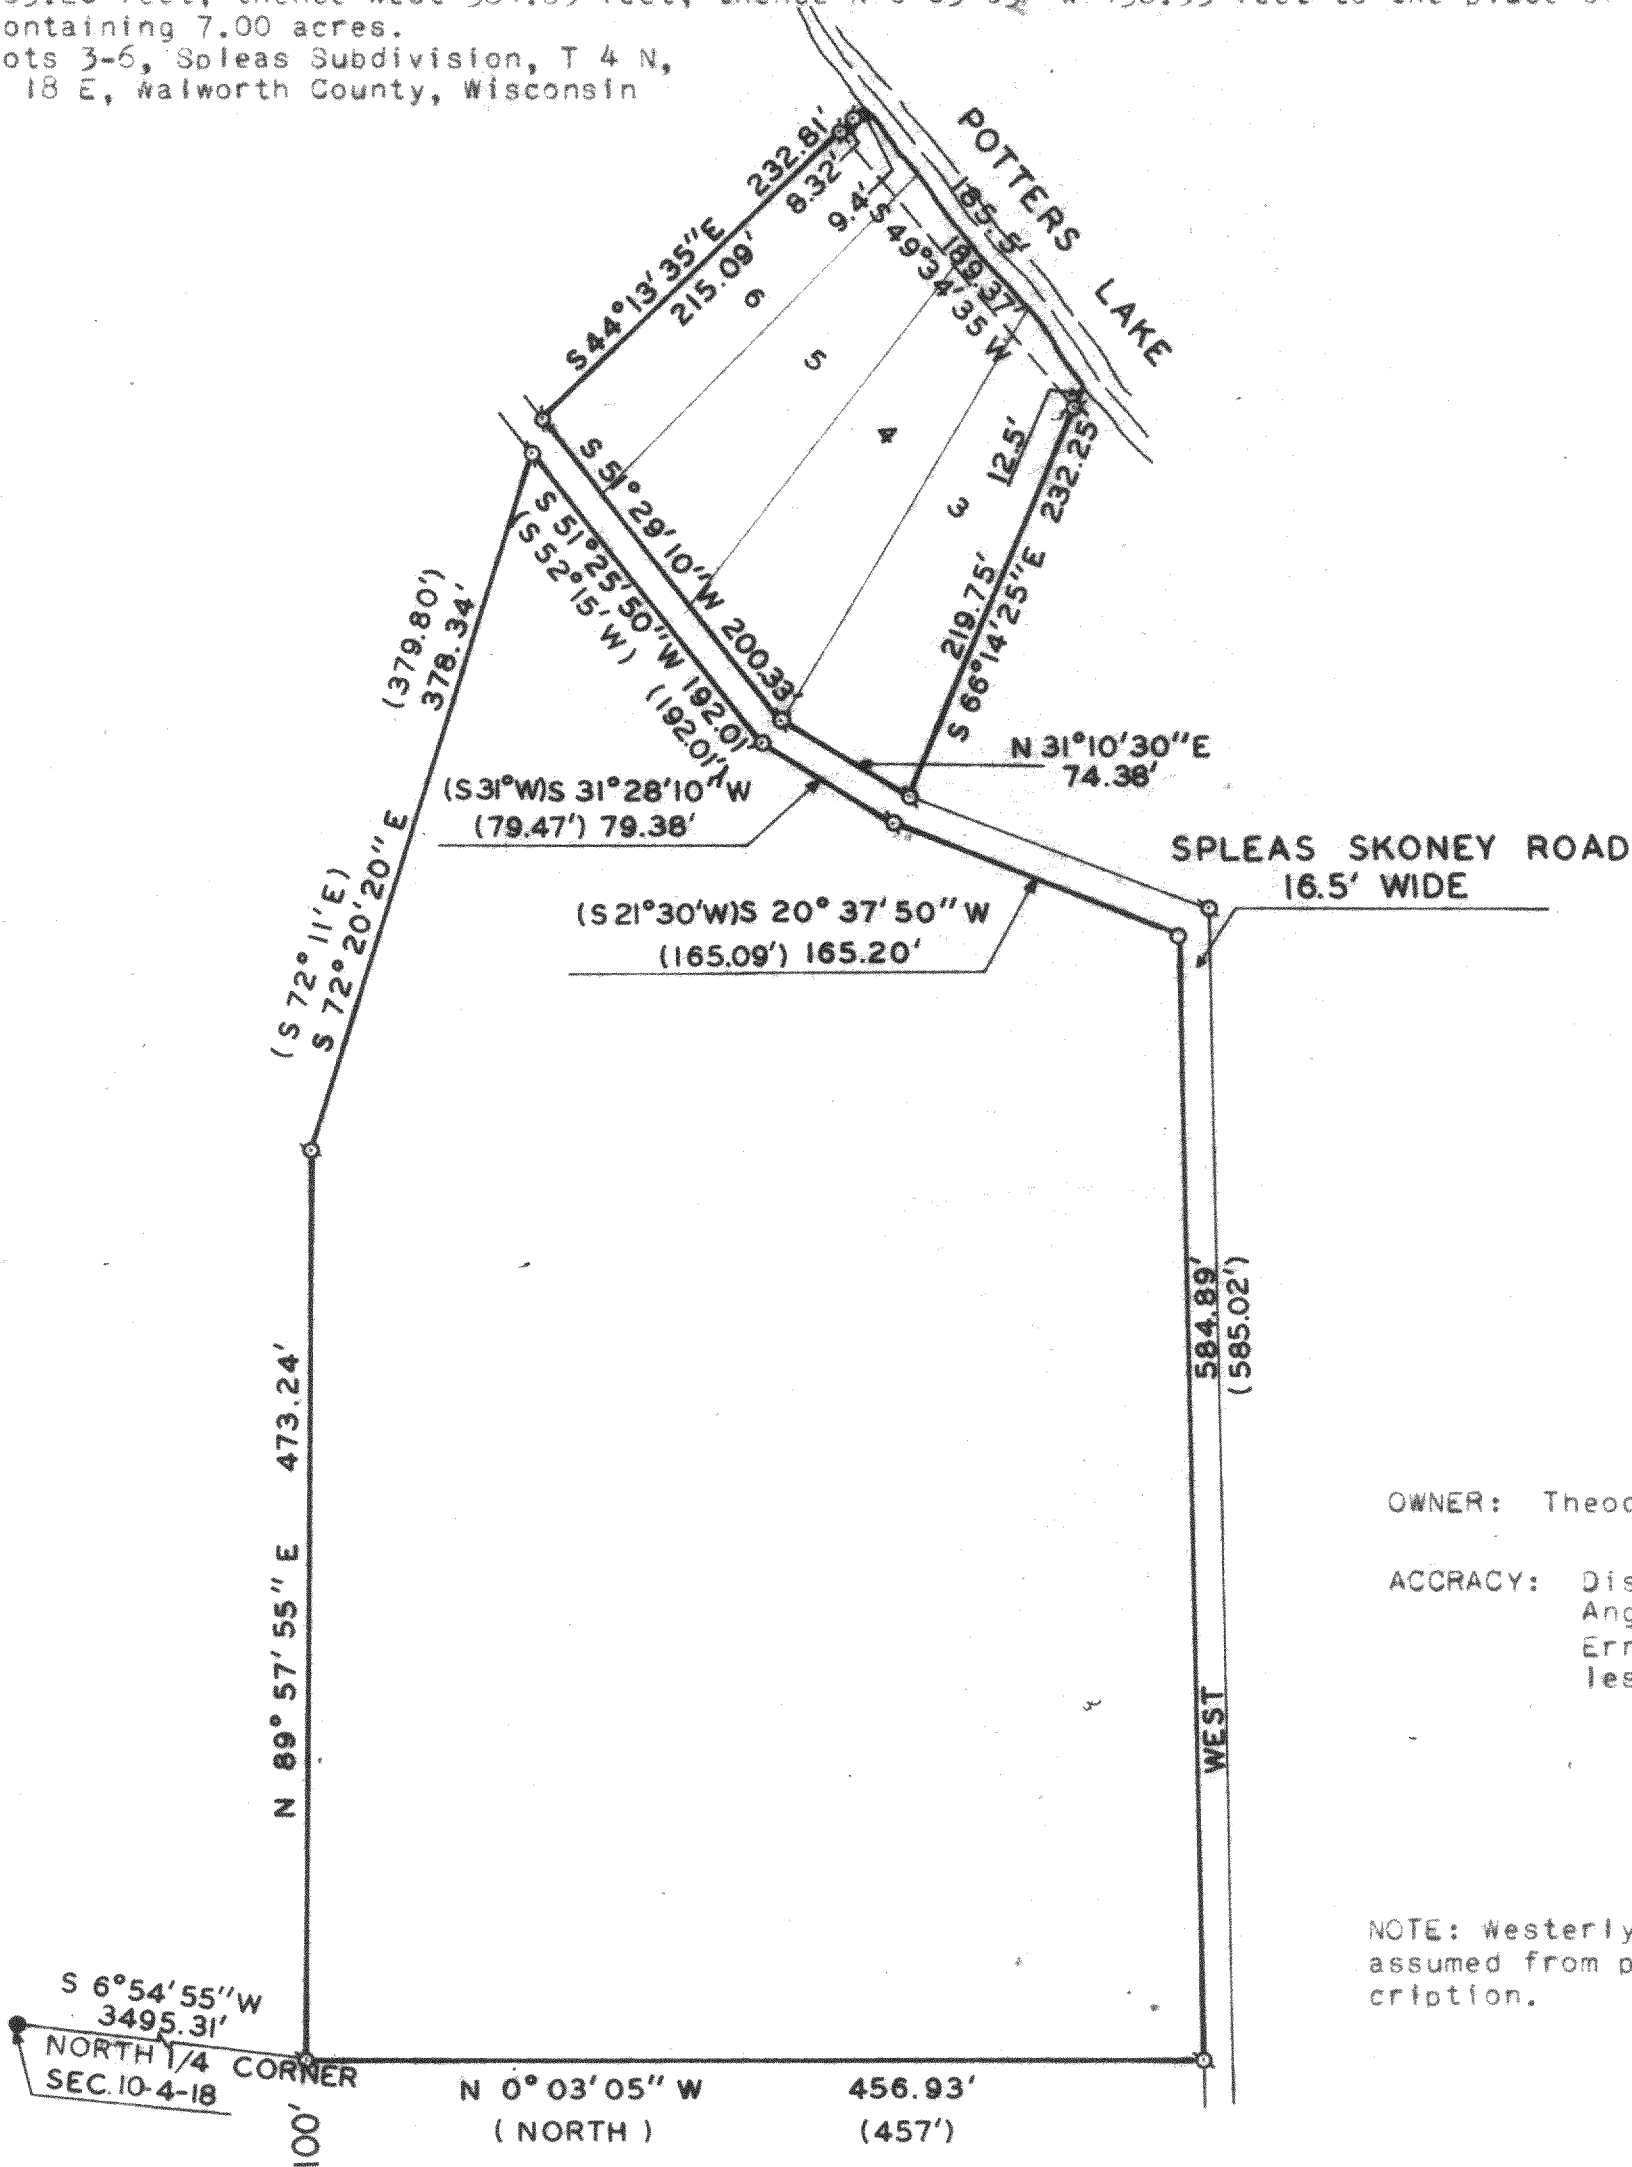 ontaining 7.00 acres.
ots 3-6, Spleas Subdivision, T 4 N,
18 E, Walworth County, Wisconsin
POTTERS LAKE
232.81'
8.32'
9.4'
185.5'
189.37'
S 49°34'35 W
S 44°13'35"E
215.09'
6
5
4
3
12.5'
232.25'
219.75'
S 66°14'25"E
S 51°29'10"W 200.33'
S 51°25'50"W 192.01'
(S 52°15'W) (192.01')
(379.80')
378.34'
N 31°10'30"E
74.38'
(S 31°W)S 31°28'10"W
(79.47') 79.38'
SPLEAS SKONEY ROAD
16.5' WIDE
(S 21°30'W)S 20°37'50"W
(165.09') 165.20'
(S 72°11'E)
S 72°20'20"E
584.89'
(585.02')
WEST
N 89°57'55"E 473.24'
OWNER: Theod
ACCRACY: Dis
Ang
Err
les
NOTE: Westerly
assumed from p
cription.
S 6°54'55"W
3495.31'
NORTH 1/4 CORNER
SEC. 10-4-18
N 0°03'05"W 456.93'
(NORTH) (457')
100'